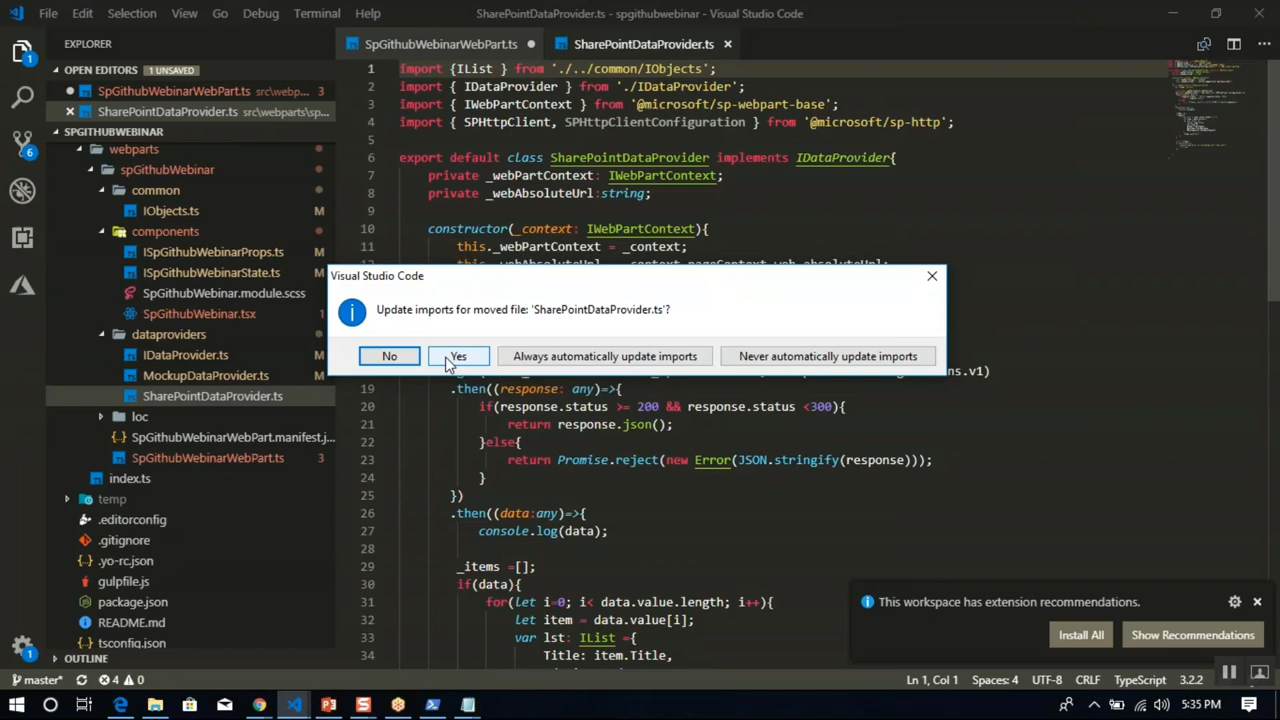 File Edit Selection View Go Debug Terminal Help SharePointDataProvider.ts - spgithubwebinar - Visual Studio Code
EXPLORER
OPEN EDITORS 1 UNSAVED
SpGithubWebinarWebPart.ts src\webp... 3
SharePointDataProvider.ts src\webparts\sp...
SPGITHUBWEBINAR
webparts
spGithubWebinar
common
IObjects.ts M
components
ISpGithubWebinarProps.ts M
ISpGithubWebinarState.ts M
SpGithubWebinar.module.scss
SpGithubWebinar.tsx M
dataproviders
IDataProvider.ts M
MockupDataProvider.ts M
SharePointDataProvider.ts
loc
SpGithubWebinarWebPart.manifest.j...
SpGithubWebinarWebPart.ts 3
index.ts
temp
.editorconfig
.gitignore
.yo-rc.json
gulpfile.js
package.json
README.md
tsconfig.json
OUTLINE
1
6
1
SpGithubWebinarWebPart.ts SharePointDataProvider.ts
1 import {IList } from './../common/IObjects';
2 import { IDataProvider } from './IDataProvider';
3 import { IWebPartContext } from '@microsoft/sp-webpart-base';
4 import { SPHttpClient, SPHttpClientConfiguration } from '@microsoft/sp-http';
5
6 export default class SharePointDataProvider implements IDataProvider{
7 private _webPartContext: IWebPartContext;
8 private _webAbsoluteUrl:string;
9
10 constructor(_context: IWebPartContext){
11 this._webPartContext = _context;
Visual Studio Code
Update imports for moved file: 'SharePointDataProvider.ts'?
No Yes Always automatically update imports Never automatically update imports
ns.v1)
19 .then((response: any)=>{
20 if(response.status >= 200 && response.status <300){
21 return response.json();
22 }else{
23 return Promise.reject(new Error(JSON.stringify(response)));
24 }
25 })
26 .then((data:any)=>{
27 console.log(data);
28
29 _items =[];
30 if(data){
31 for(let i=0; i< data.value.length; i++){
32 let item = data.value[i];
33 var lst: IList ={
34 Title: item.Title,
This workspace has extension recommendations.
Install All Show Recommendations
master* 4 0 Ln 1, Col 1 Spaces: 4 UTF-8 CRLF TypeScript 3.2.2
5:35 PM